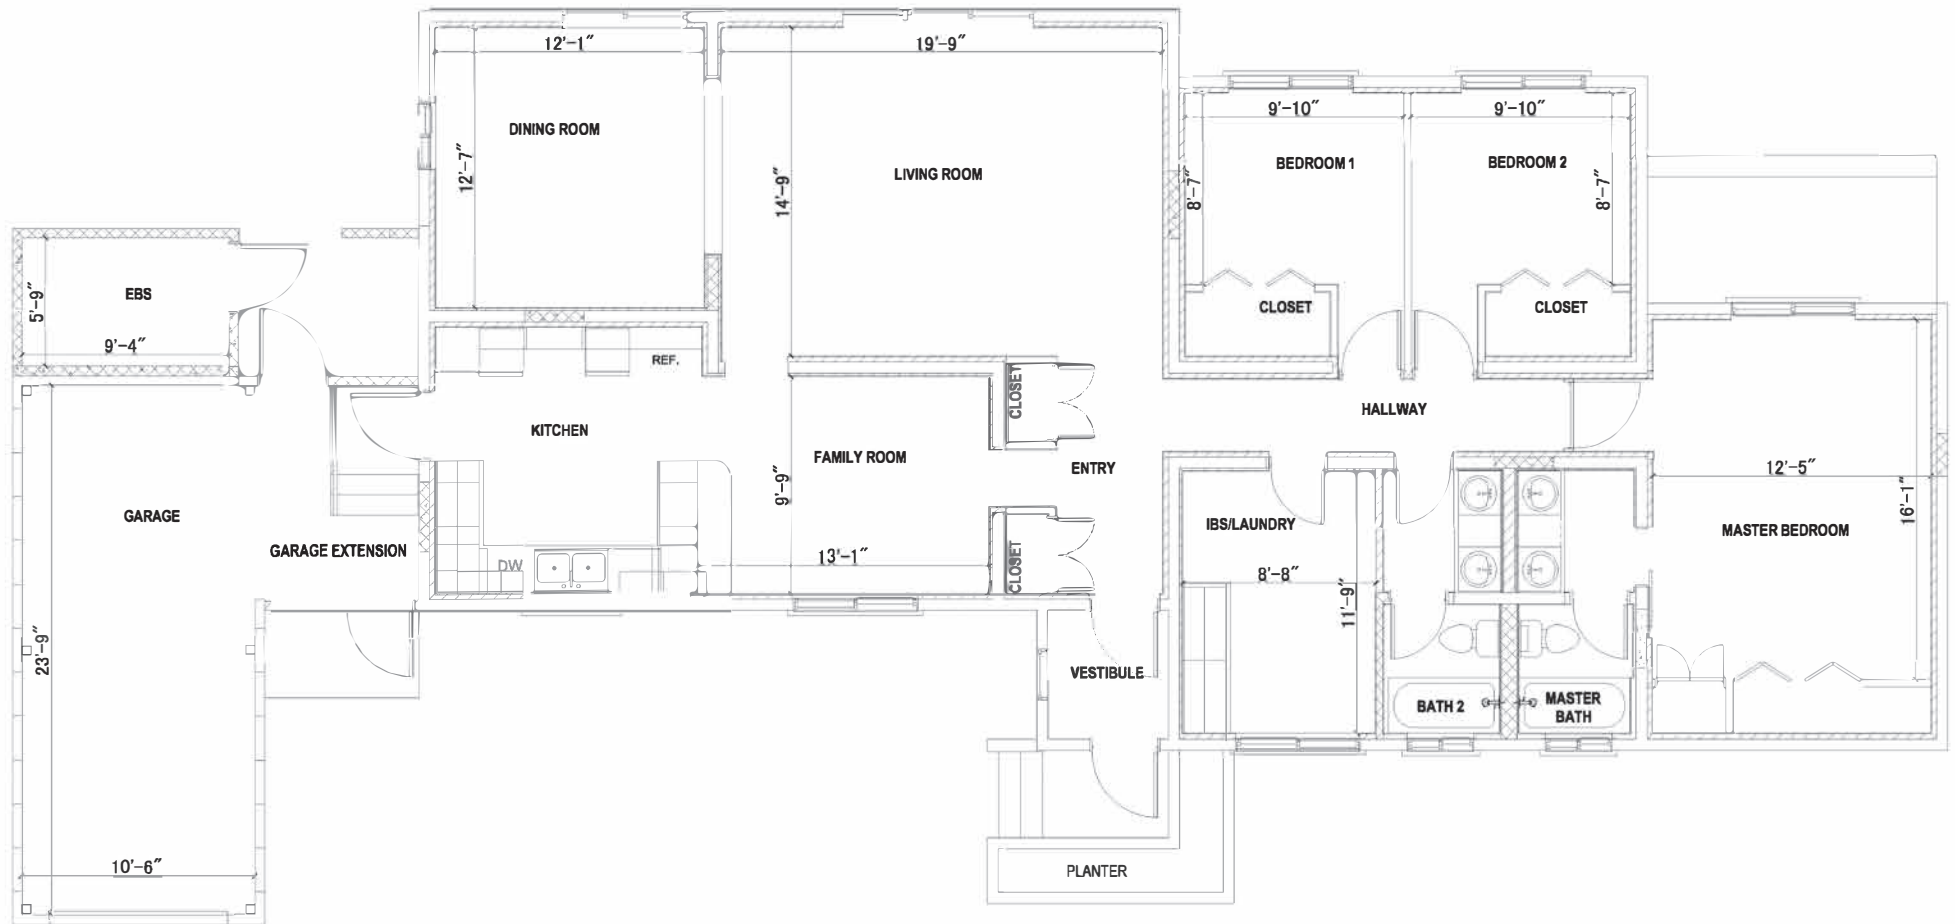 12'-1"
19'-9"
9'-10"
9'-10"
DINING ROOM
12'-7"
LIVING ROOM
14'-9"
BEDROOM 1
8'-7"
BEDROOM 2
8'-7"
EBS
5'-9"
9'-4"
CLOSET
CLOSET
REF.
CLOSET
KITCHEN
FAMILY ROOM
9'-9"
ENTRY
HALLWAY
12'-5"
16'-1"
GARAGE
GARAGE EXTENSION
DW
13'-1"
CLOSET
IBS/LAUNDRY
8'-8"
11'-9"
MASTER BEDROOM
23'-9"
VESTIBULE
BATH 2
MASTER
BATH
10'-6"
PLANTER